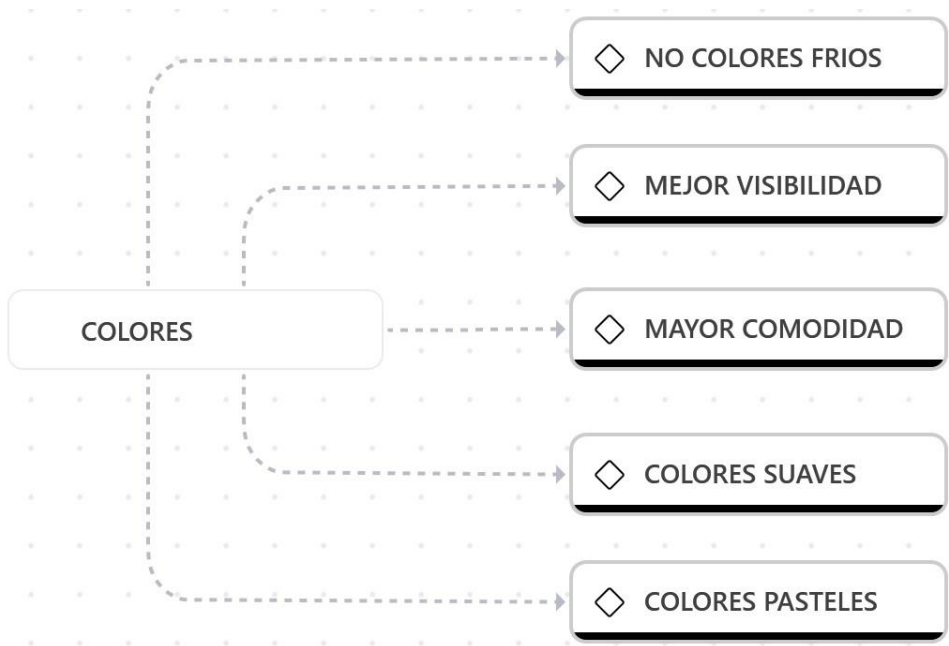 NO COLORES FRIOS
MEJOR VISIBILIDAD
COLORES
MAYOR COMODIDAD
COLORES SUAVES
COLORES PASTELES